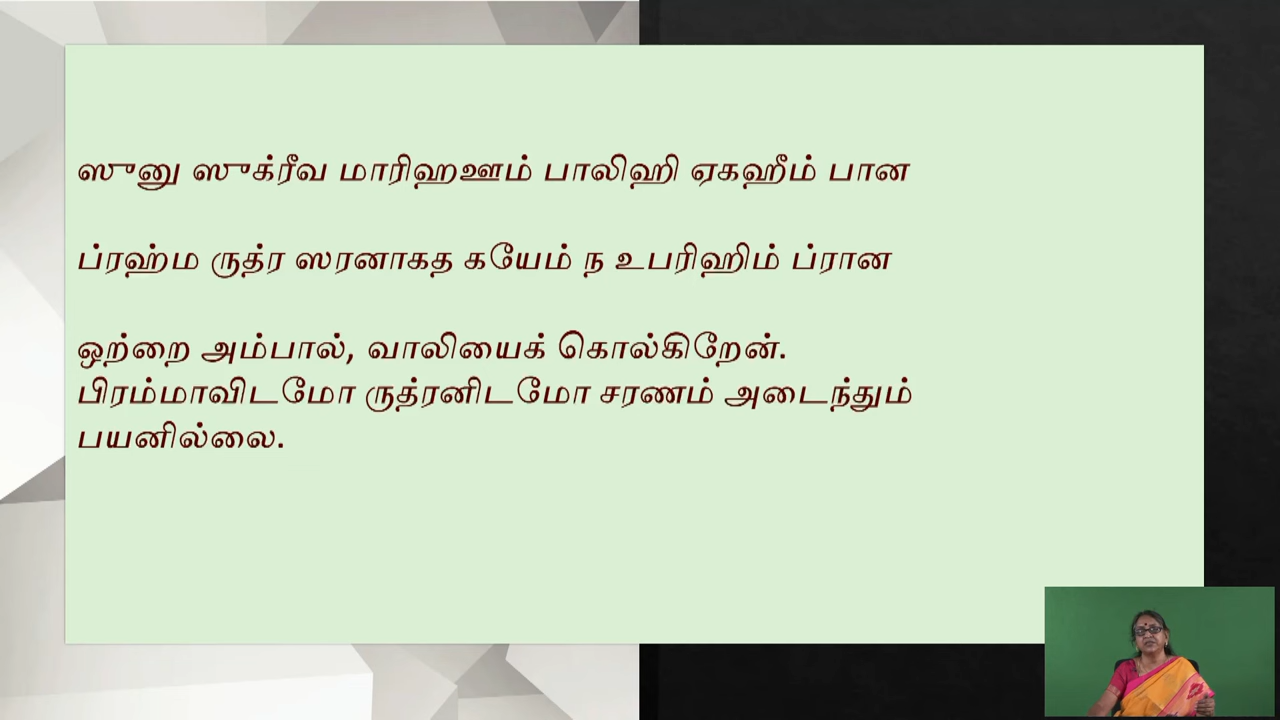 ஸுனு ஸுக்ரீவ மாரிஹஊம் பாலிஹி ஏகஹீம் பான
ப்ரஹ்ம ருத்ர ஸரனாகத கயேம் ந உபரிஹிம் ப்ரான
ஒற்றை அம்பால், வாலியைக் கொல்கிறேன்.
பிரம்மாவிடமோ ருத்ரனிடமோ சரணம் அடைந்தும்
பயனில்லை.